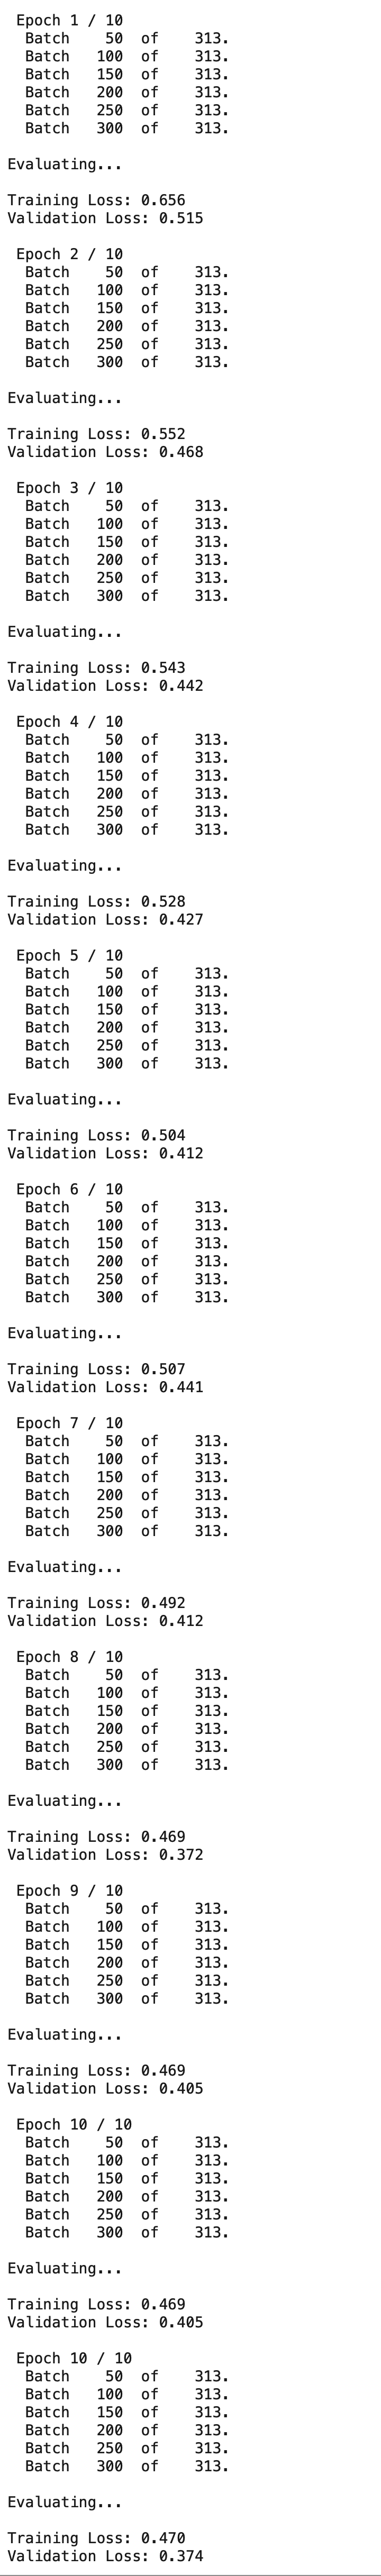 Epoch 1 / 10
Batch 50 of 313.
Batch 100 of 313.
Batch 150 of 313.
Batch 200 of 313.
Batch 250 of 313.
Batch 300 of 313.
Evaluating...
Training Loss: 0.656
Validation Loss: 0.515
Epoch 2 / 10
Batch 50 of 313.
Batch 100 of 313.
Batch 150 of 313.
Batch 200 of 313.
Batch 250 of 313.
Batch 300 of 313.
Evaluating...
Training Loss: 0.552
Validation Loss: 0.468
Epoch 3 / 10
Batch 50 of 313.
Batch 100 of 313.
Batch 150 of 313.
Batch 200 of 313.
Batch 250 of 313.
Batch 300 of 313.
Evaluating...
Training Loss: 0.543
Validation Loss: 0.442
Epoch 4 / 10
Batch 50 of 313.
Batch 100 of 313.
Batch 150 of 313.
Batch 200 of 313.
Batch 250 of 313.
Batch 300 of 313.
Evaluating...
Training Loss: 0.528
Validation Loss: 0.427
Epoch 5 / 10
Batch 50 of 313.
Batch 100 of 313.
Batch 150 of 313.
Batch 200 of 313.
Batch 250 of 313.
Batch 300 of 313.
Evaluating...
Training Loss: 0.504
Validation Loss: 0.412
Epoch 6 / 10
Batch 50 of 313.
Batch 100 of 313.
Batch 150 of 313.
Batch 200 of 313.
Batch 250 of 313.
Batch 300 of 313.
Evaluating...
Training Loss: 0.507
Validation Loss: 0.441
Epoch 7 / 10
Batch 50 of 313.
Batch 100 of 313.
Batch 150 of 313.
Batch 200 of 313.
Batch 250 of 313.
Batch 300 of 313.
Evaluating...
Training Loss: 0.492
Validation Loss: 0.412
Epoch 8 / 10
Batch 50 of 313.
Batch 100 of 313.
Batch 150 of 313.
Batch 200 of 313.
Batch 250 of 313.
Batch 300 of 313.
Evaluating...
Training Loss: 0.469
Validation Loss: 0.372
Epoch 9 / 10
Batch 50 of 313.
Batch 100 of 313.
Batch 150 of 313.
Batch 200 of 313.
Batch 250 of 313.
Batch 300 of 313.
Evaluating...
Training Loss: 0.469
Validation Loss: 0.405
Epoch 10 / 10
Batch 50 of 313.
Batch 100 of 313.
Batch 150 of 313.
Batch 200 of 313.
Batch 250 of 313.
Batch 300 of 313.
Evaluating...
Training Loss: 0.469
Validation Loss: 0.405
Epoch 10 / 10
Batch 50 of 313.
Batch 100 of 313.
Batch 150 of 313.
Batch 200 of 313.
Batch 250 of 313.
Batch 300 of 313.
Evaluating...
Training Loss: 0.470
Validation Loss: 0.374